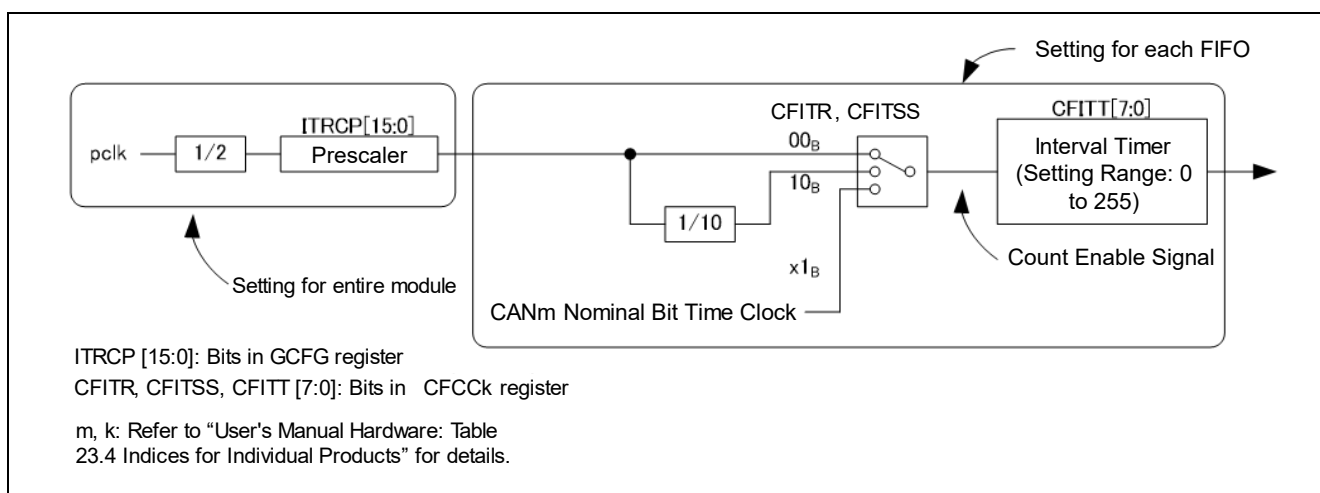 Setting for each FIFO
ITRCP[15:0]
pclk
1/2
Prescaler
CFITR, CFITSS
CFITT[7:0]
00B
10B
1/10
x1B
Interval Timer
(Setting Range: 0
to 255)
Count Enable Signal
Setting for entire module
CANm Nominal Bit Time Clock
ITRCP [15:0]: Bits in GCFG register
CFITR, CFITSS, CFITT [7:0]: Bits in CFCCk register
m, k: Refer to “User's Manual Hardware: Table
23.4 Indices for Individual Products” for details.